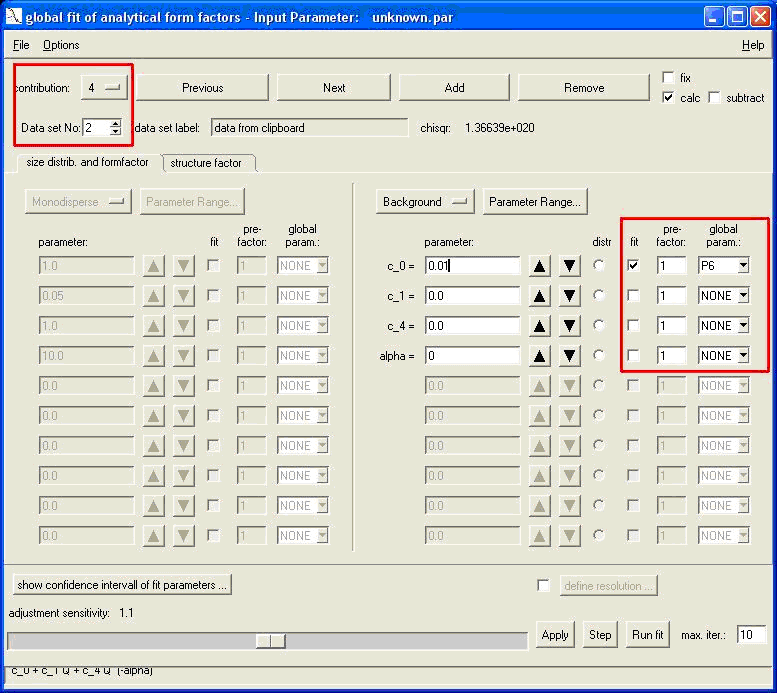 global fit of analytical form factors - Input Parameter: unknown.par
File Options Help
contribution: 4 Previous Next Add Remove fix
calc subtract
Data set No: 2 data set label: data from clipboard chisqr: 1.36639e+020
size distrib. and formfactor structure factor
Monodisperse Parameter Range... Background Parameter Range...
parameter: fit pre-factor: global param.: parameter: distr fit pre-factor: global param.:
1.0 1 NONE c_0 = 0.01 1 P6
0.05 1 NONE c_1 = 0.0 1 NONE
1.0 1 NONE c_4 = 0.0 1 NONE
10.0 1 NONE alpha = 0 1 NONE
0.0 1 NONE 0.0 1 NONE
0.0 1 NONE 0.0 1 NONE
0.0 1 NONE 0.0 1 NONE
0.0 1 NONE 0.0 1 NONE
0.0 1 NONE 0.0 1 NONE
0.0 1 NONE 0.0 1 NONE
show confidence intervall of fit parameters ... define resolution ...
adjustment sensitivity: 1.1
Apply Step Run fit max. iter.: 10
c_0 + c_1 Q + c_4 Q^(-alpha)